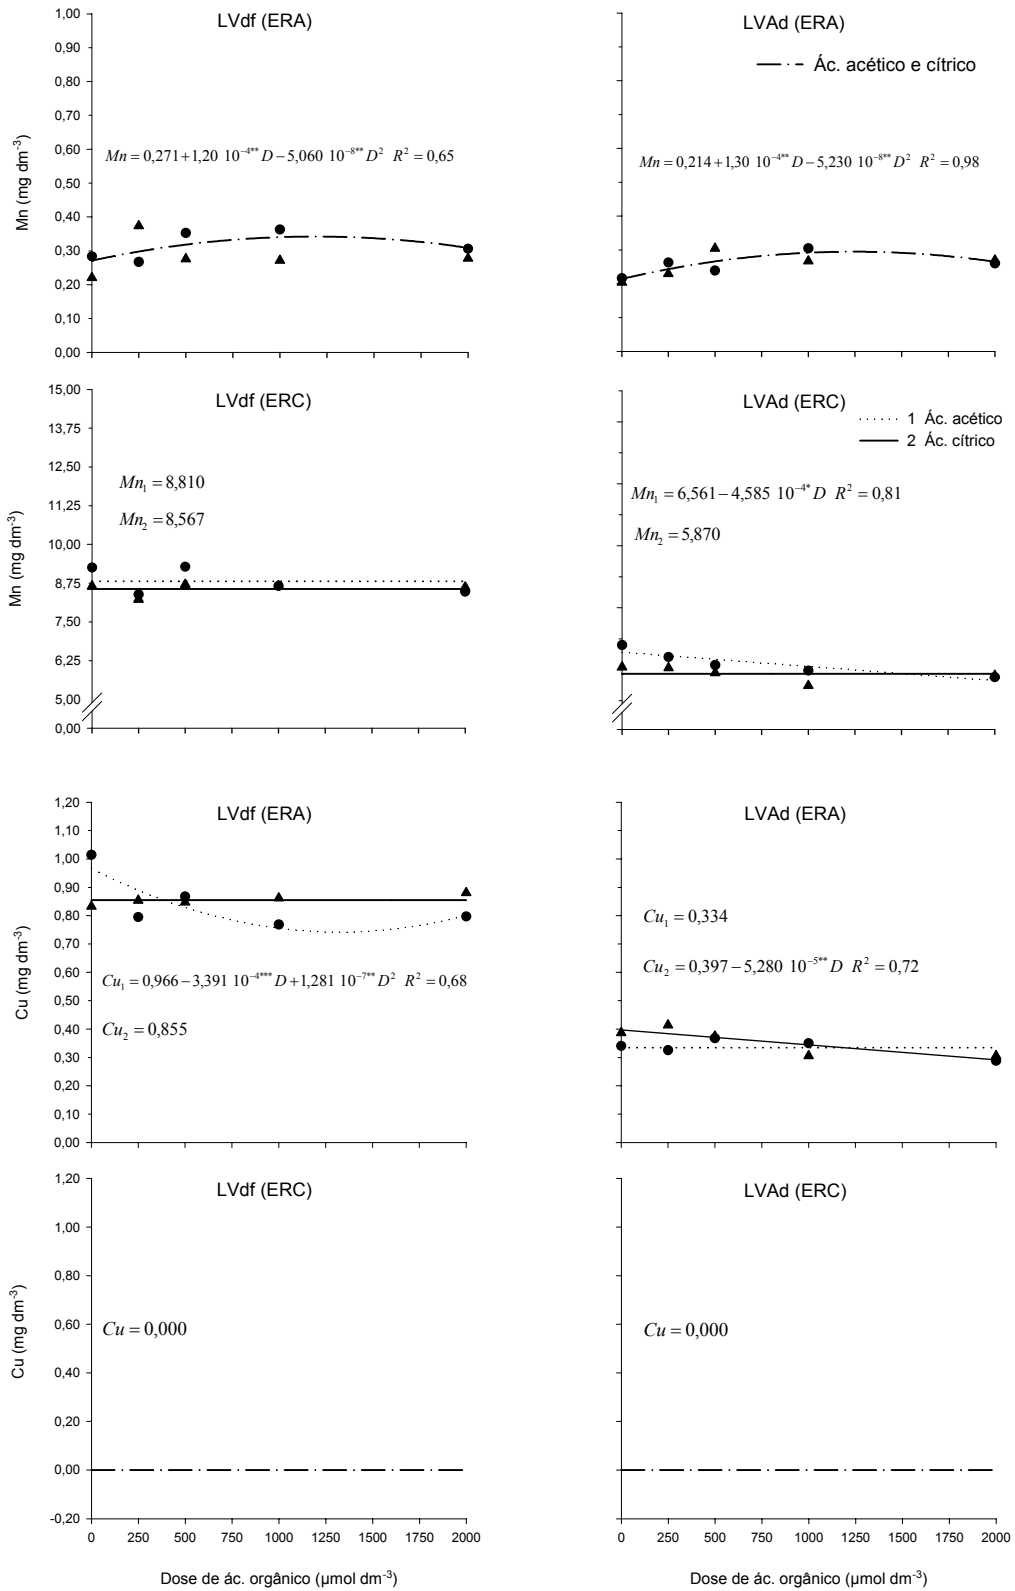 LVdf (ERA)
LVAd (ERA)
Ác. acético e cítrico
Mn (mg dm⁻³)
1,00
0,90
0,80
0,70
0,60
0,50
0,40
0,30
0,20
0,10
0,00
Mn = 0,271+1,20 10⁻⁴** D−5,060 10⁻⁸** D² R² = 0,65
Mn = 0,214+1,30 10⁻⁴** D−5,230 10⁻⁸** D² R² = 0,98
LVdf (ERC)
LVAd (ERC)
1 Ác. acético
2 Ác. cítrico
Mn (mg dm⁻³)
15,00
13,75
12,50
11,25
10,00
8,75
7,50
6,25
5,00
0,00
Mn₁ = 8,810
Mn₂ = 8,567
Mn₁ = 6,561−4,585 10⁻⁴* D R² = 0,81
Mn₂ = 5,870
LVdf (ERA)
LVAd (ERA)
Cu (mg dm⁻³)
1,20
1,10
1,00
0,90
0,80
0,70
0,60
0,50
0,40
0,30
0,20
0,10
0,00
Cu₁ = 0,966−3,391 10⁻⁴*** D+1,281 10⁻⁷** D² R² = 0,68
Cu₂ = 0,855
Cu₁ = 0,334
Cu₂ = 0,397−5,280 10⁻⁵** D R² = 0,72
LVdf (ERC)
LVAd (ERC)
Cu (mg dm⁻³)
1,20
1,00
0,80
0,60
0,40
0,20
0,00
-0,20
Cu = 0,000
Cu = 0,000
0 250 500 750 1000 1250 1500 1750 2000
0 250 500 750 1000 1250 1500 1750 2000
Dose de ác. orgânico (µmol dm⁻³)
Dose de ác. orgânico (µmol dm⁻³)